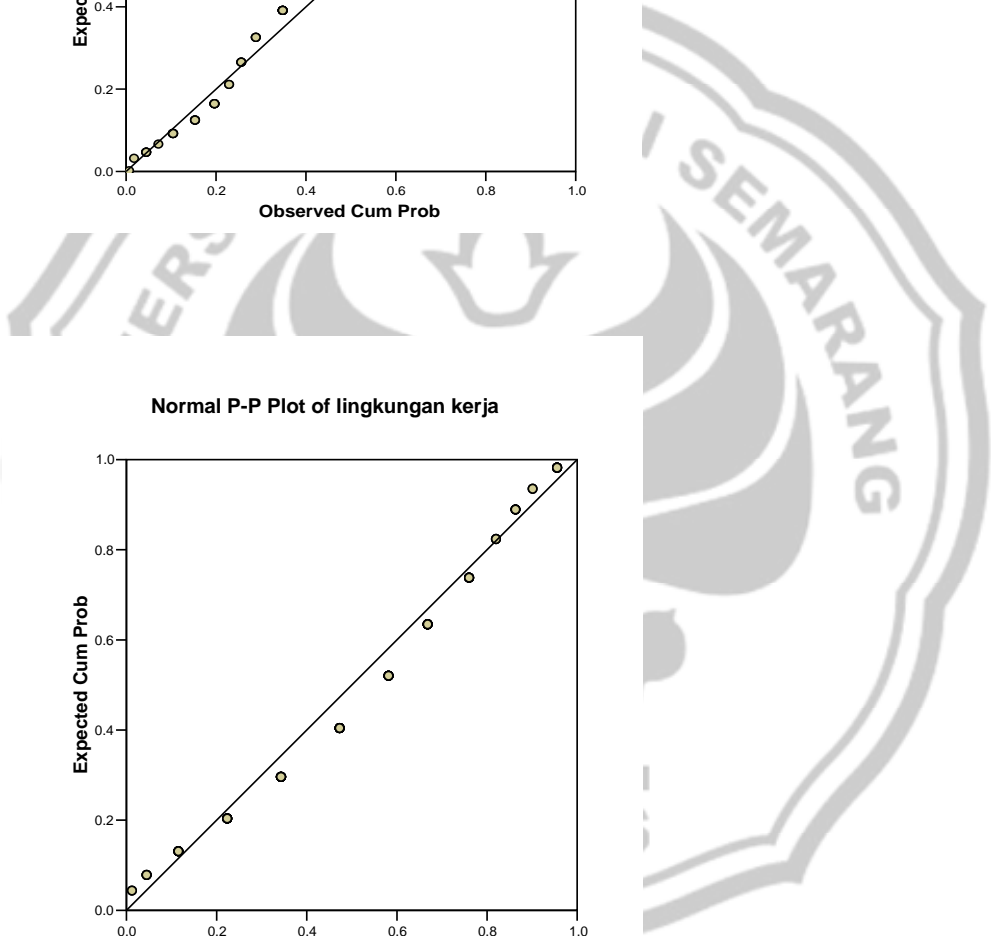 0.4
Expec
0.2
0.0
0.0 0.2 0.4 0.6 0.8 1.0
Observed Cum Prob
ERS
N SEMARANG
Normal P-P Plot of lingkungan kerja
1.0
0.8
0.6
Expected Cum Prob
0.4
0.2
0.0
0.0 0.2 0.4 0.6 0.8 1.0